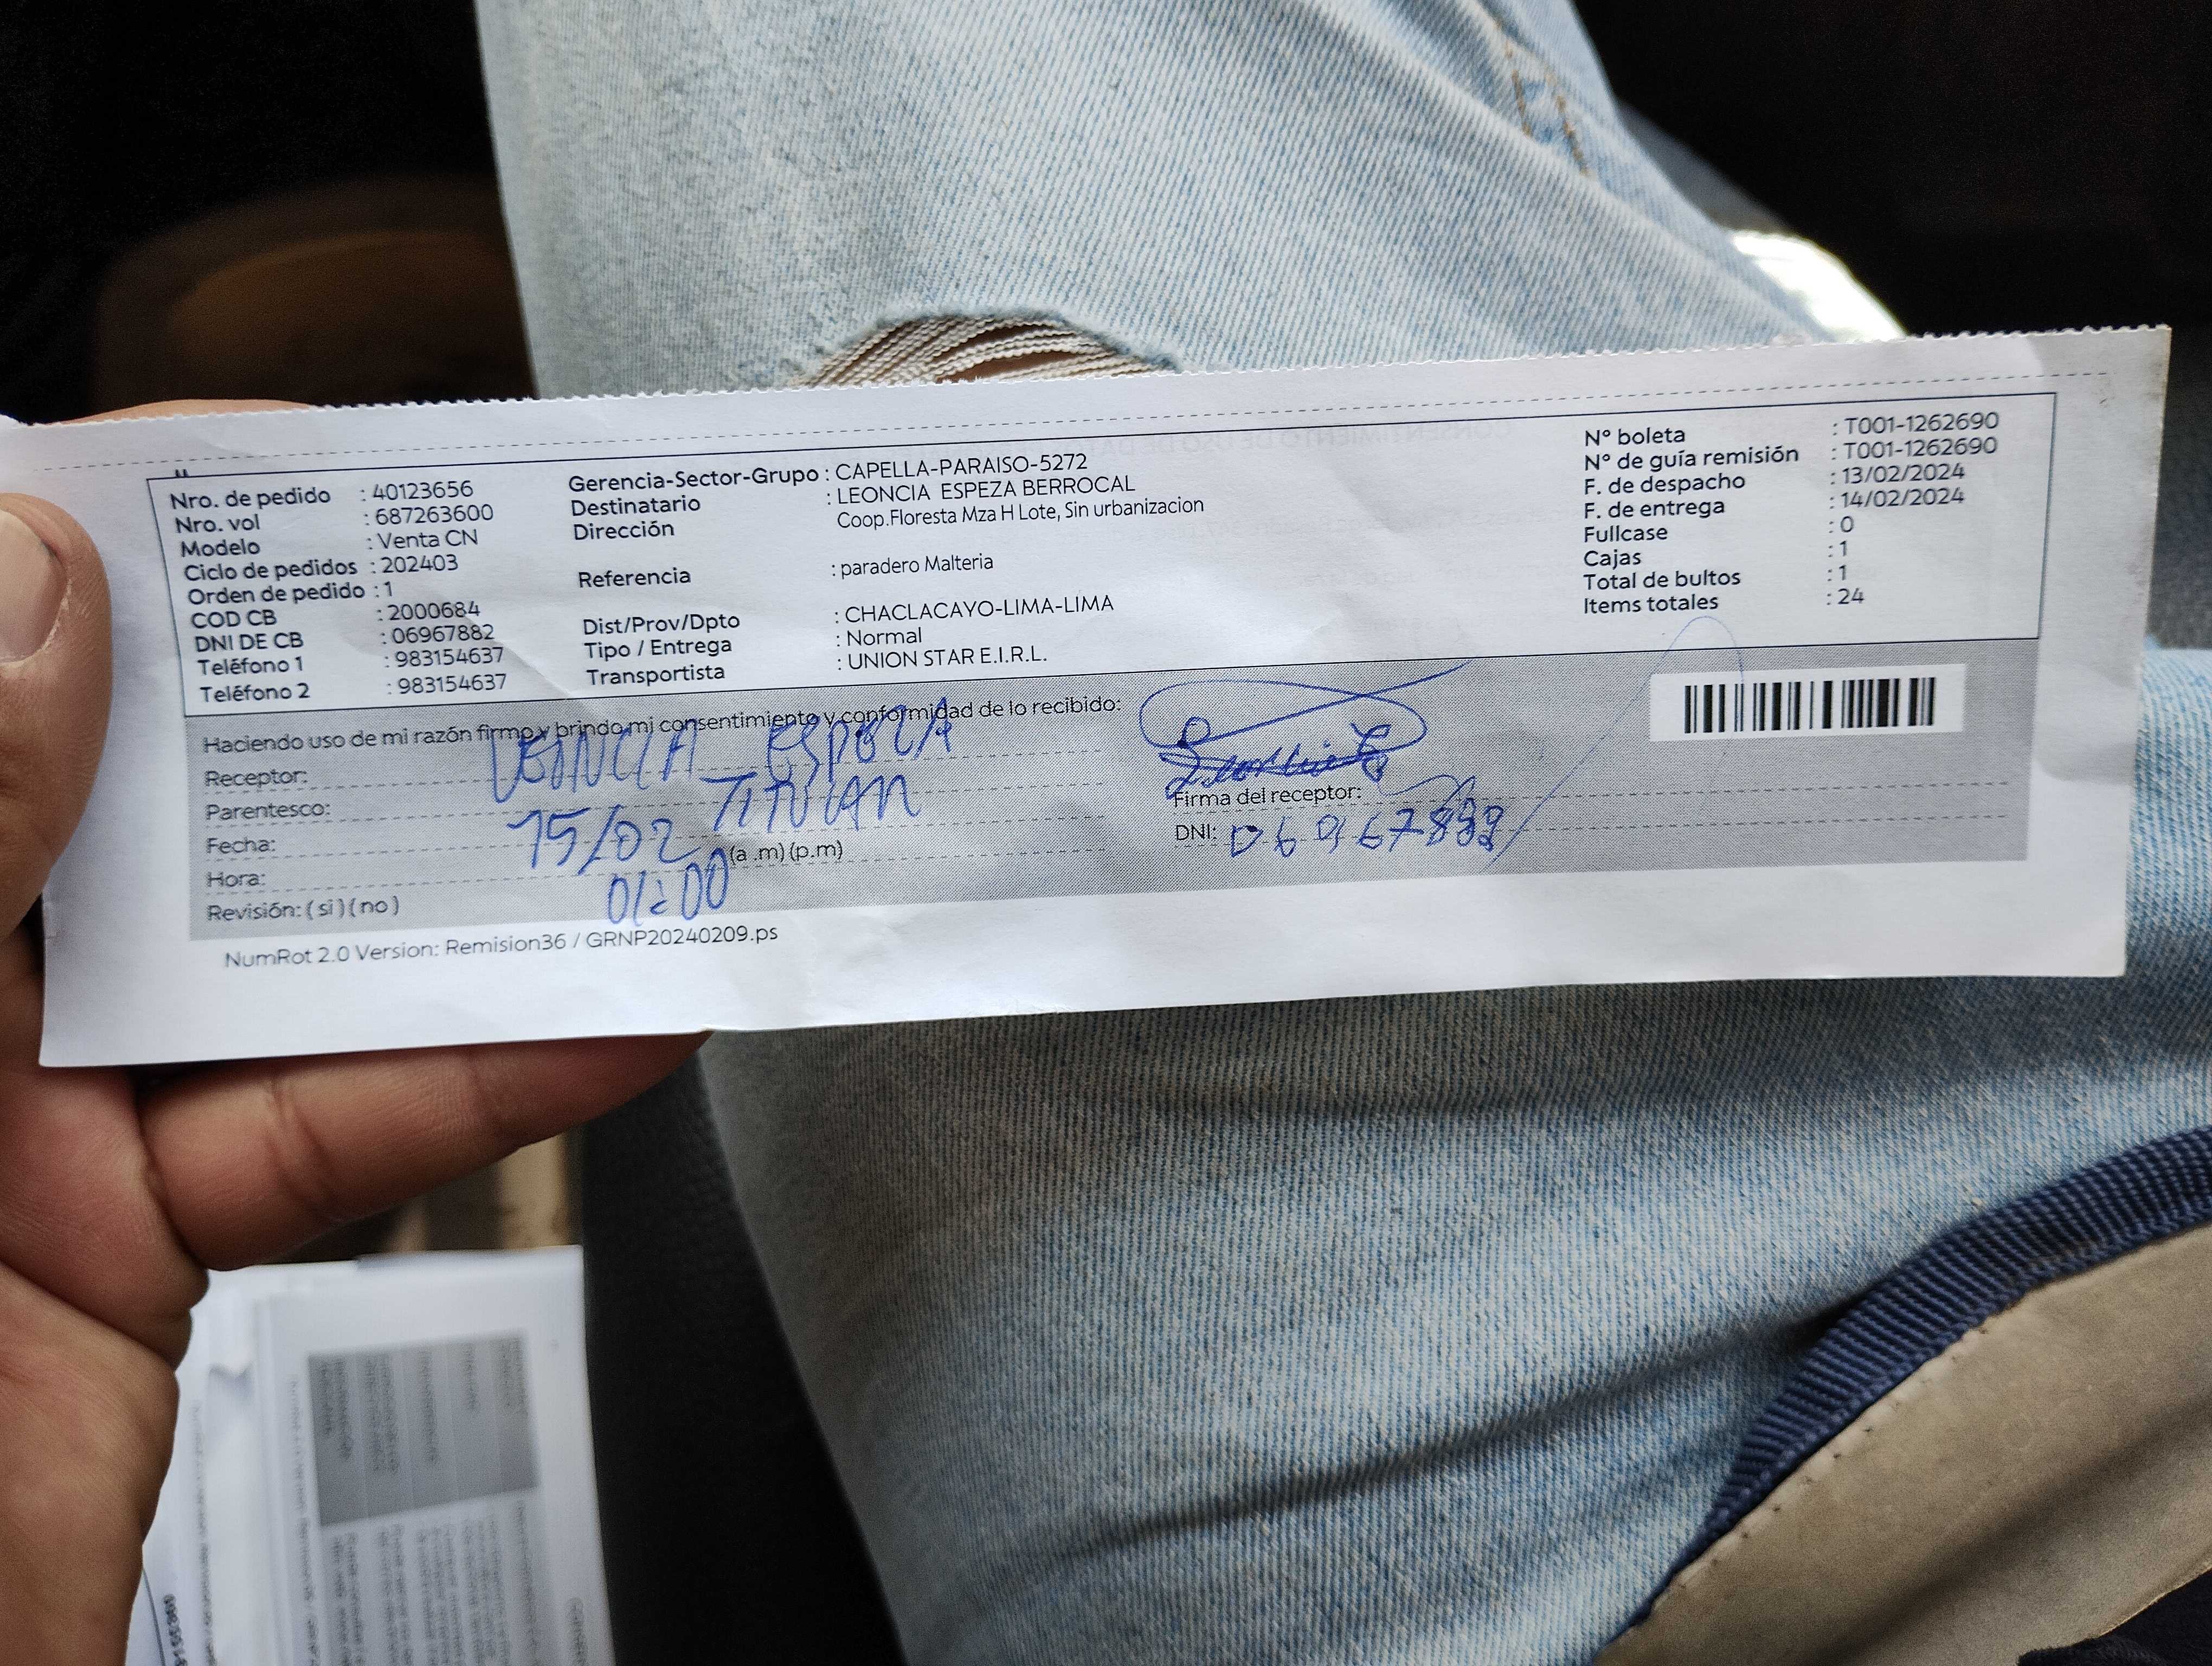 Nro. de pedido : 40123656
Nro. vol : 687263600
Modelo : Venta CN
Ciclo de pedidos : 202403
Orden de pedido : 1
COD CB : 2000684
DNI DE CB : 06967882
Teléfono 1 : 983154637
Teléfono 2 : 983154637
Gerencia-Sector-Grupo : CAPELLA-PARAISO-5272
Destinatario : LEONCIA ESPEZA BERROCAL
Dirección Coop.Floresta Mza H Lote, Sin urbanizacion
Referencia : paradero Malteria
Dist/Prov/Dpto : CHACLACAYO-LIMA-LIMA
Tipo / Entrega : Normal
Transportista : UNION STAR E.I.R.L.
N° boleta : T001-1262690
N° de guía remisión : T001-1262690
F. de despacho : 13/02/2024
F. de entrega : 14/02/2024
Fullcase : 0
Cajas : 1
Total de bultos : 1
Items totales : 24
Haciendo uso de mi razón firmo y brindo mi consentimiento y conformidad de lo recibido:
Receptor: LEONCIA ESPEZA
Parentesco: TITULAR
Fecha: 15/02
Hora: 01:00 (a .m) (p.m)
Revisión: ( si ) ( no )
Firma del receptor:
DNI:
NumRot 2.0 Version: Remision36 / GRNP20240209.ps